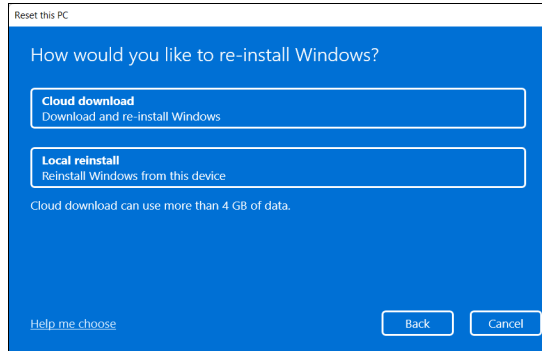 Reset this PC
How would you like to re-install Windows?
Cloud download
Download and re-install Windows
Local reinstall
Reinstall Windows from this device
Cloud download can use more than 4 GB of data.
Help me choose
Back
Cancel